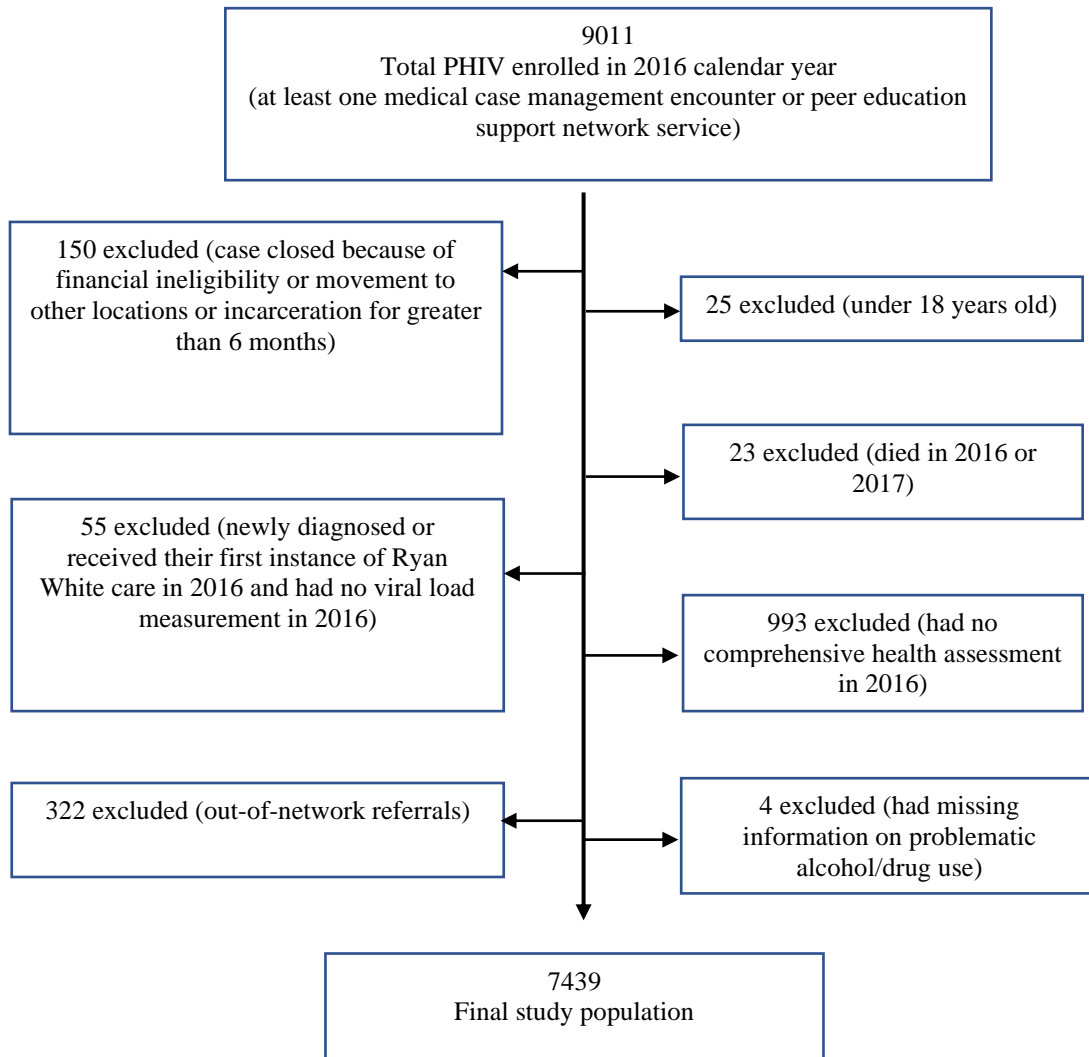 9011
Total PHIV enrolled in 2016 calendar year
(at least one medical case management encounter or peer education
support network service)
150 excluded (case closed because of
financial ineligibility or movement to
other locations or incarceration for greater
than 6 months)
25 excluded (under 18 years old)
23 excluded (died in 2016 or
2017)
55 excluded (newly diagnosed or
received their first instance of Ryan
White care in 2016 and had no viral load
measurement in 2016)
993 excluded (had no
comprehensive health assessment
in 2016)
322 excluded (out-of-network referrals)
4 excluded (had missing
information on problematic
alcohol/drug use)
7439
Final study population